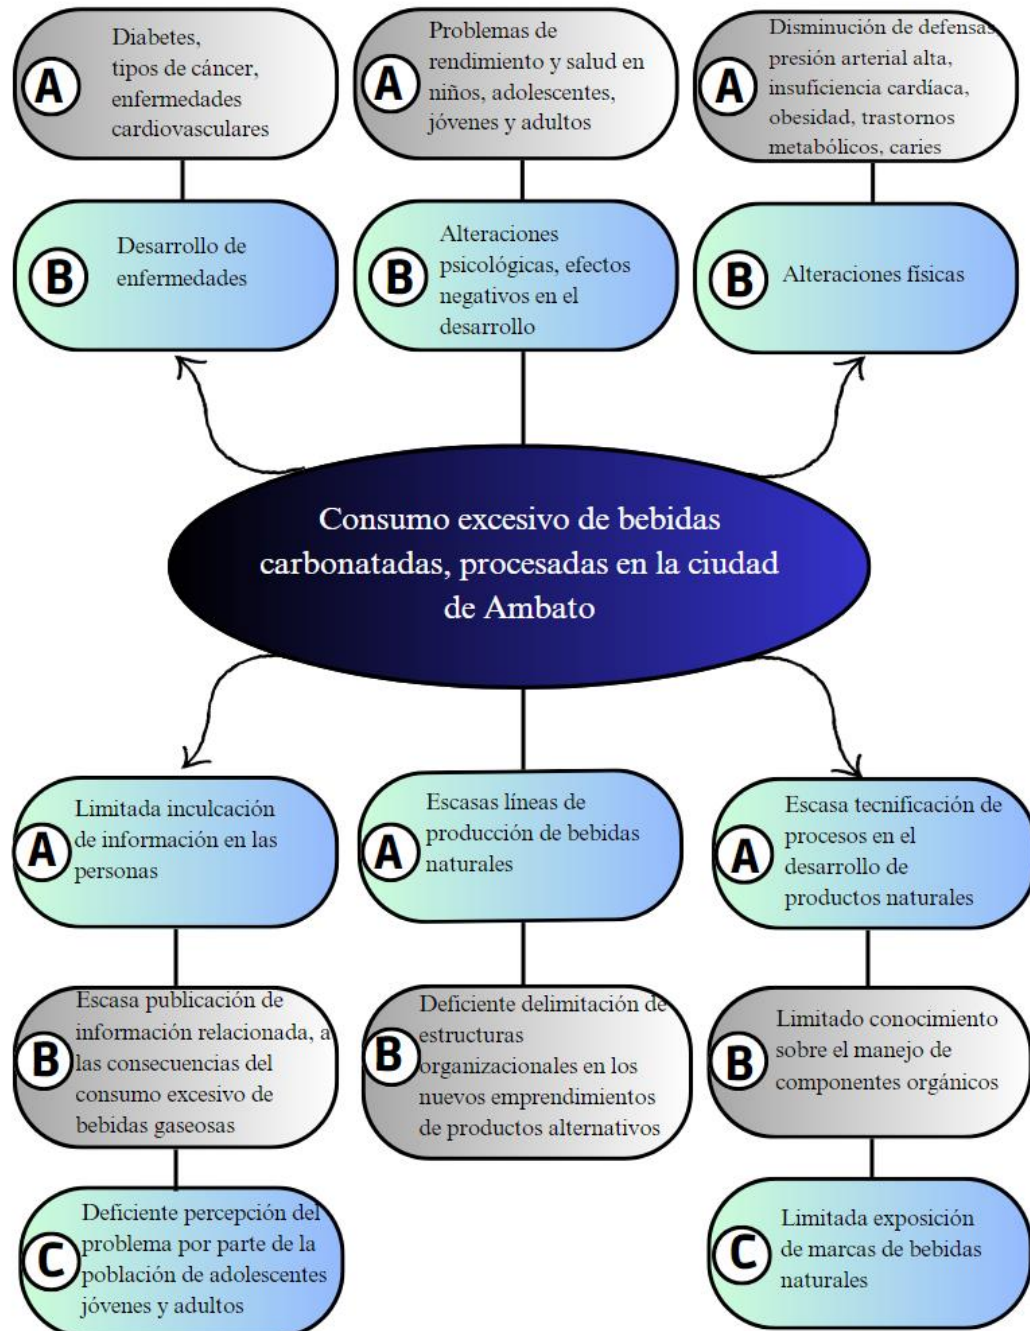 A
Diabetes,
tipos de cáncer,
enfermedades
cardiovasculares
A
Problemas de
rendimiento y salud en
niños, adolescentes,
jóvenes y adultos
A
Disminución de defensas
presión arterial alta,
insuficiencia cardíaca,
obesidad, trastornos
metabólicos, caries
B
Desarrollo de
enfermedades
B
Alteraciones
psicológicas, efectos
negativos en el
desarrollo
B
Alteraciones físicas
Consumo excesivo de bebidas
carbonatadas, procesadas en la ciudad
de Ambato
A
Limitada inculcación
de información en las
personas
A
Escasas líneas de
producción de bebidas
naturales
A
Escasa tecnificación de
procesos en el
desarrollo de
productos naturales
B
Escasa publicación de
información relacionada, a
las consecuencias del
consumo excesivo de
bebidas gaseosas
B
Deficiente delimitación de
estructuras
organizacionales en los
nuevos emprendimientos
de productos alternativos
B
Limitado conocimiento
sobre el manejo de
componentes orgánicos
C
Deficiente percepción del
problema por parte de la
población de adolescentes
jóvenes y adultos
C
Limitada exposición
de marcas de bebidas
naturales